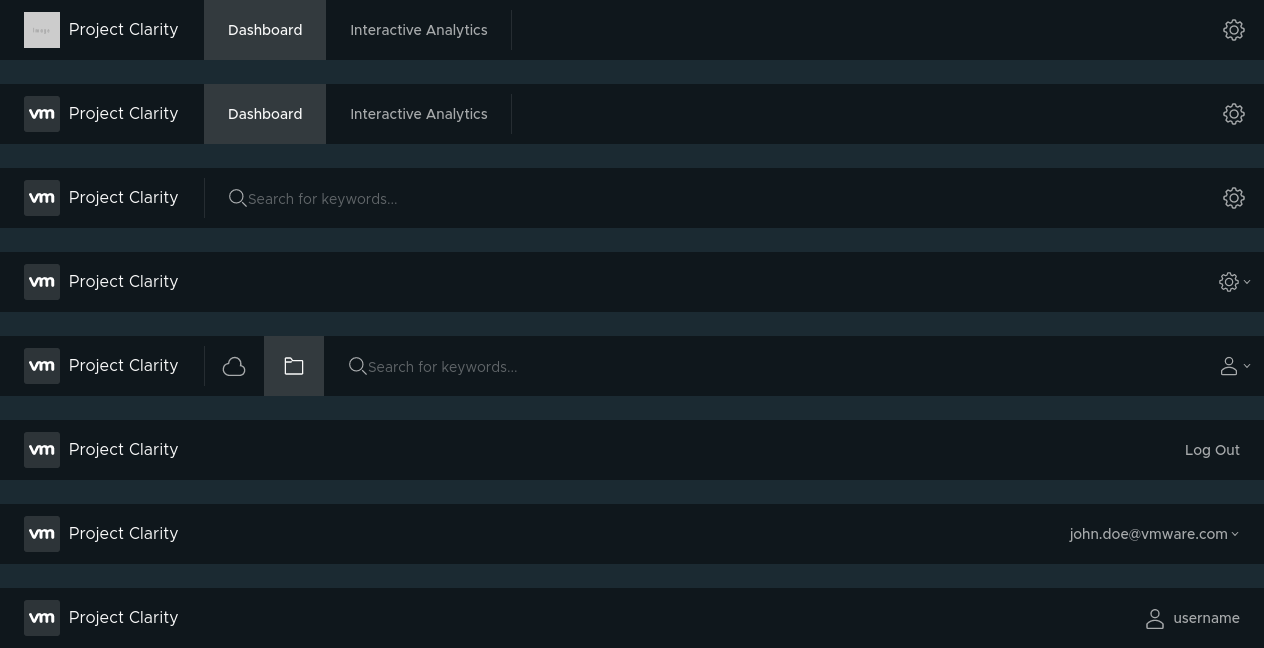 Image Project Clarity Dashboard Interactive Analytics
vm Project Clarity Dashboard Interactive Analytics
vm Project Clarity Search for keywords...
vm Project Clarity
vm Project Clarity Search for keywords...
vm Project Clarity Log Out
vm Project Clarity john.doe@vmware.com
vm Project Clarity username